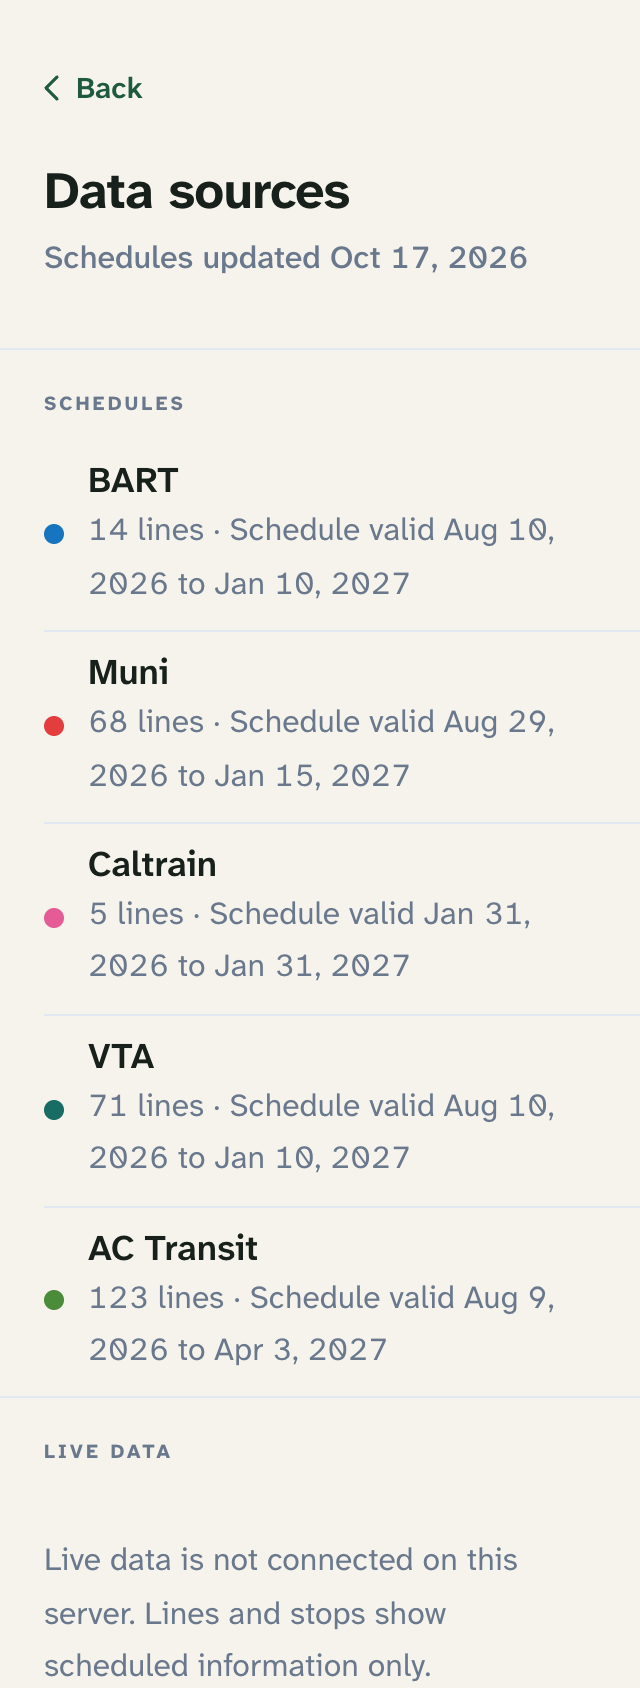 Back
Data sources
Schedules updated Oct 17, 2026
SCHEDULES
BART
14 lines · Schedule valid Aug 10,
2026 to Jan 10, 2027
Muni
68 lines · Schedule valid Aug 29,
2026 to Jan 15, 2027
Caltrain
5 lines · Schedule valid Jan 31,
2026 to Jan 31, 2027
VTA
71 lines · Schedule valid Aug 10,
2026 to Jan 10, 2027
AC Transit
123 lines · Schedule valid Aug 9,
2026 to Apr 3, 2027
LIVE DATA
Live data is not connected on this
server. Lines and stops show
scheduled information only.